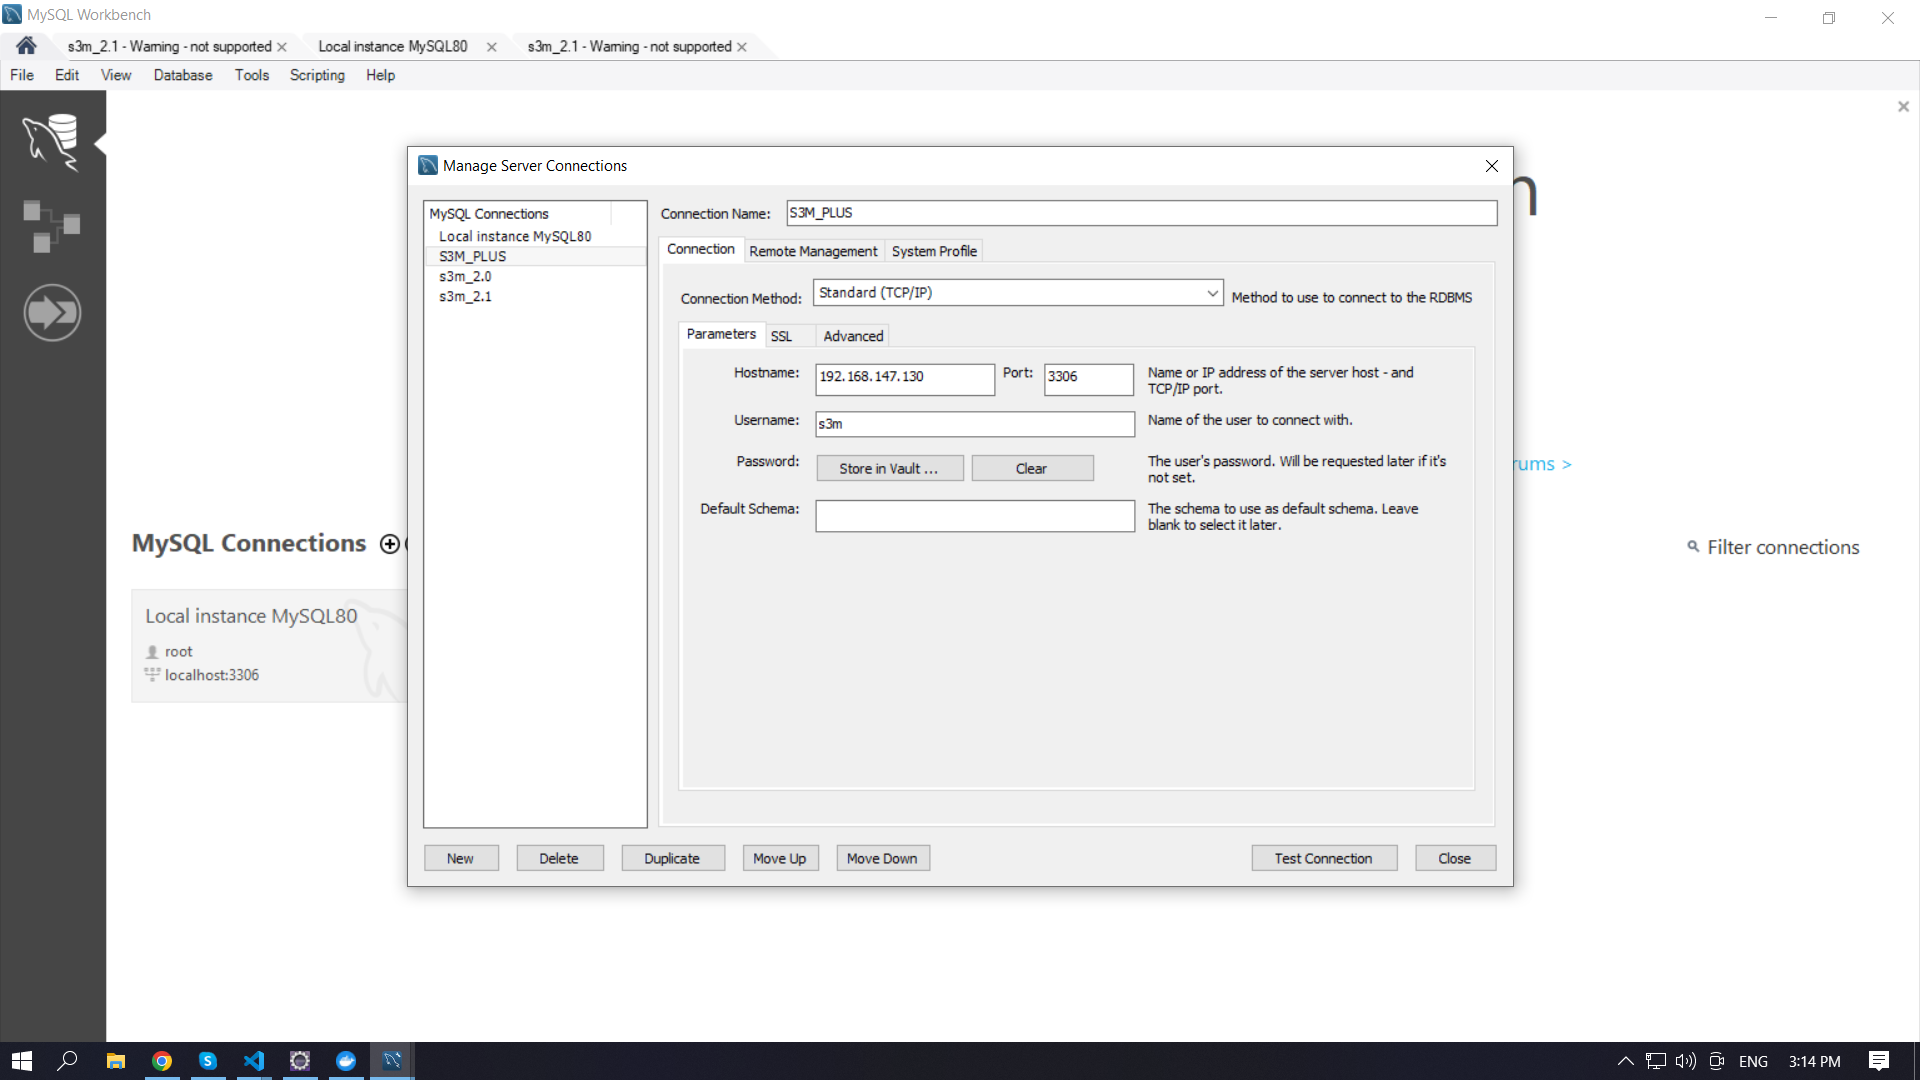 MySQL Workbench
s3m_2.1 - Warning - not supported
Local instance MySQL80
s3m_2.1 - Warning - not supported
File Edit View Database Tools Scripting Help
Manage Server Connections
MySQL Connections
Local instance MySQL80
S3M_PLUS
s3m_2.0
s3m_2.1
Connection Name: S3M_PLUS
Connection Remote Management System Profile
Connection Method: Standard (TCP/IP) Method to use to connect to the RDBMS
Parameters SSL Advanced
Hostname: 192.168.147.130 Port: 3306 Name or IP address of the server host - and
TCP/IP port.
Username: s3m Name of the user to connect with.
Password: Store in Vault ... Clear The user's password. Will be requested later if it's
not set.
Default Schema: The schema to use as default schema. Leave
blank to select it later.
New Delete Duplicate Move Up Move Down Test Connection Close
n
rums >
MySQL Connections
Filter connections
Local instance MySQL80
root
localhost:3306
ENG 3:14 PM